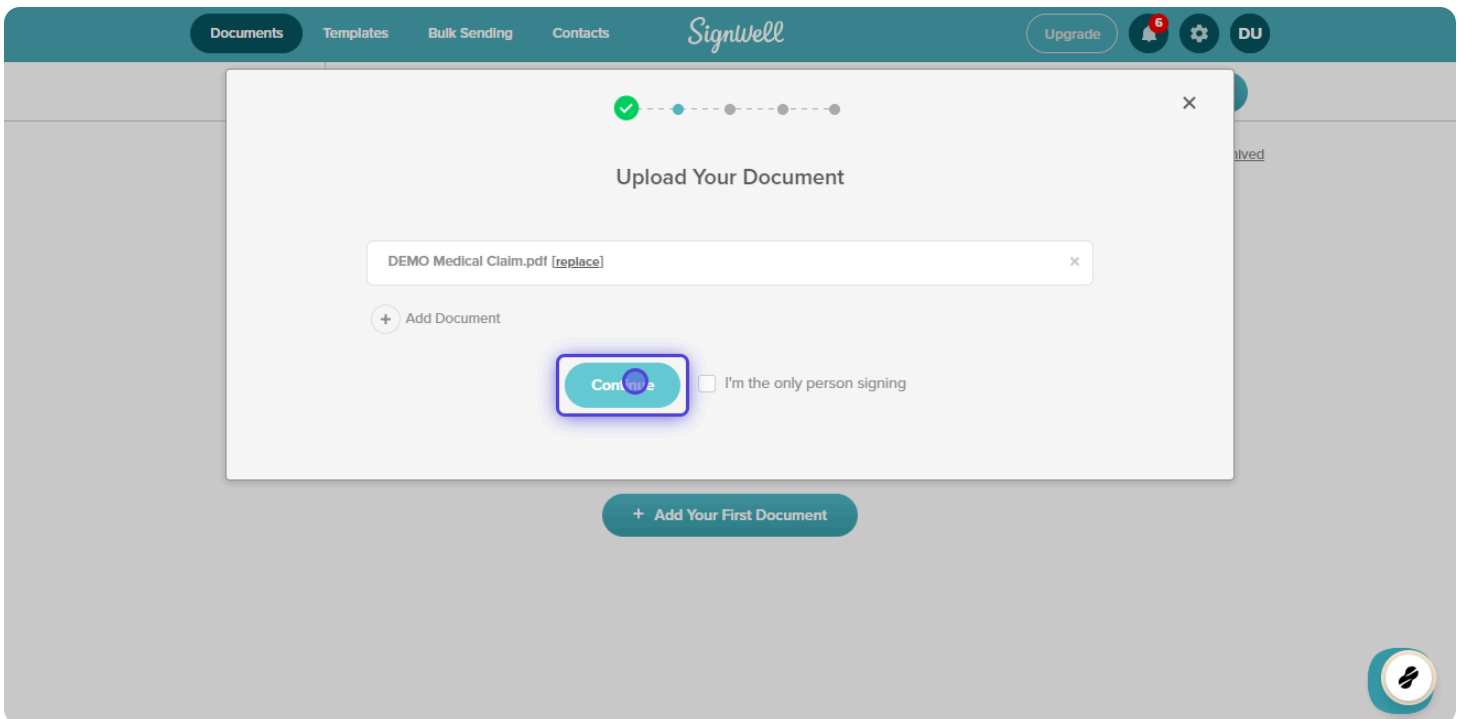 Documents Templates Bulk Sending Contacts SignWell Upgrade 6 DU
Upload Your Document
DEMO Medical Claim.pdf [replace] ×
+ Add Document
Continue I'm the only person signing
+ Add Your First Document